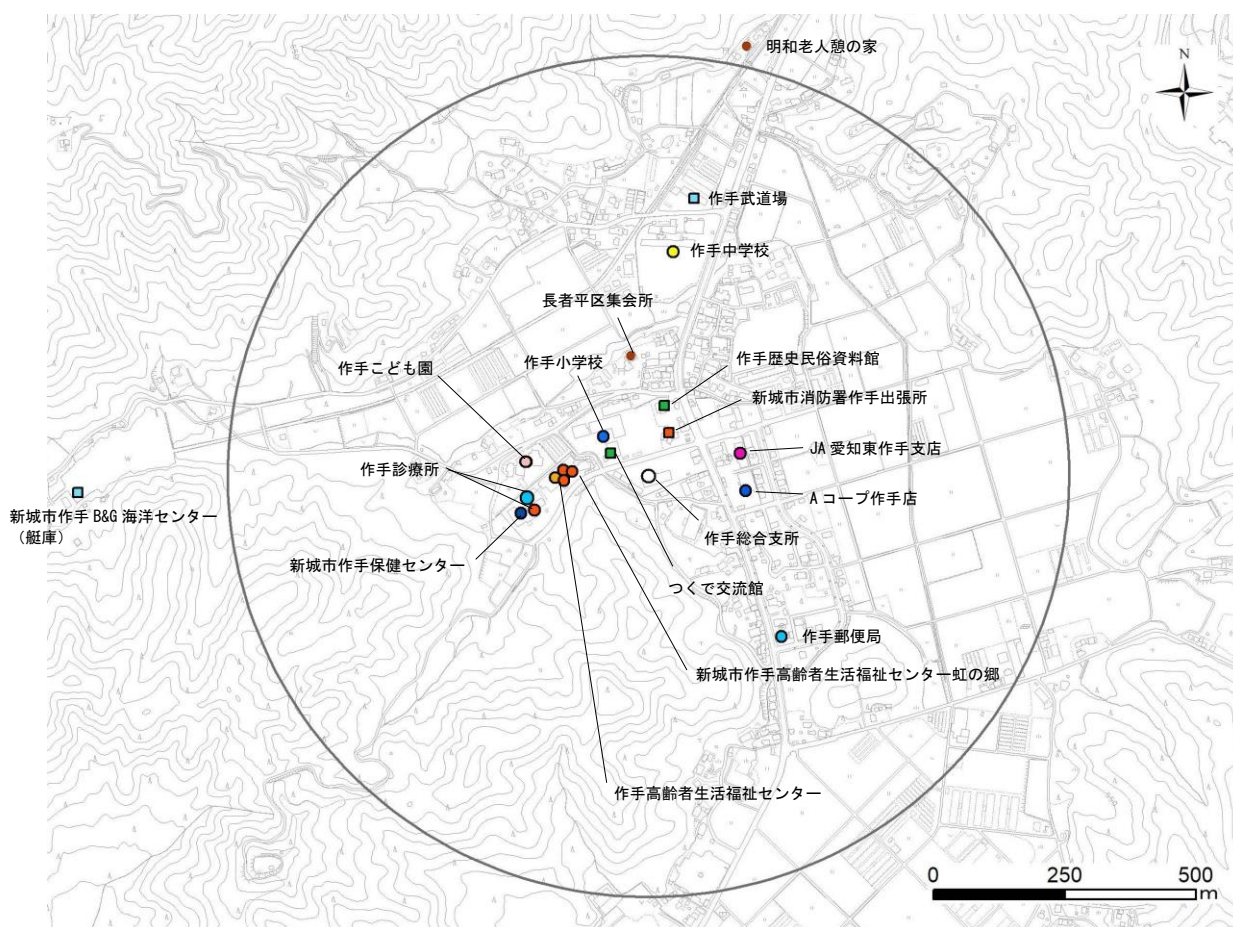 明和老人憩の家
N
作手武道場
作手中学校
長者平区集会所
作手こども園
作手小学校
作手歴史民俗資料館
新城市消防署作手出張所
作手診療所
JA 愛知東作手支店
A コープ作手店
新城市作手 B&G 海洋センター
（艇庫）
作手総合支所
新城市作手保健センター
つくで交流館
作手郵便局
新城市作手高齢者生活福祉センター虹の郷
作手高齢者生活福祉センター
0 250 500
m